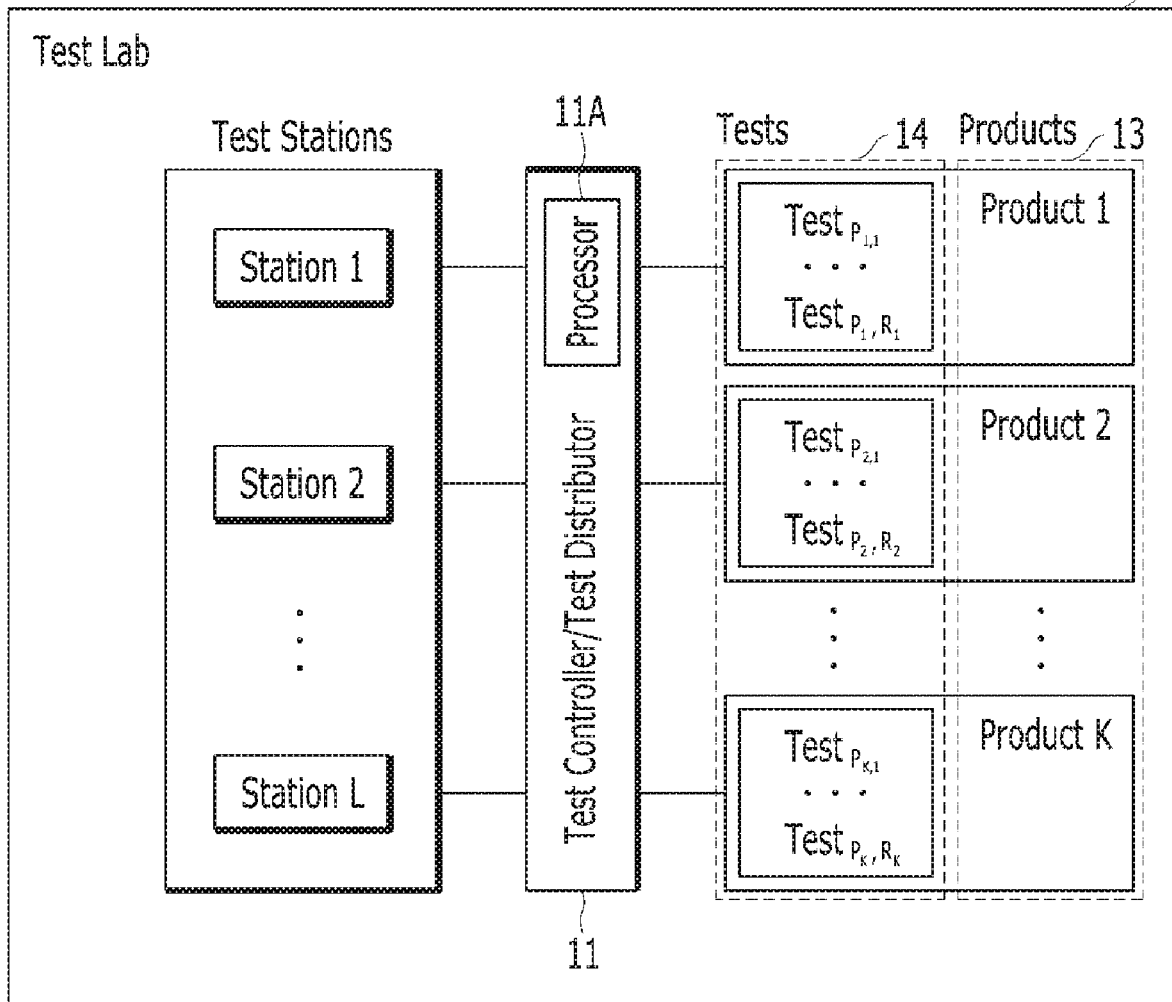 Test Lab
Test Stations
Station 1
Station 2
Station L
11A
Processor
Test Controller/Test Distributor
11
Tests
14
Products
13
Test P1,1
Test P1, R1
Product 1
Test P2,1
Test P2, R2
Product 2
Test PK,1
Test PK, RK
Product K